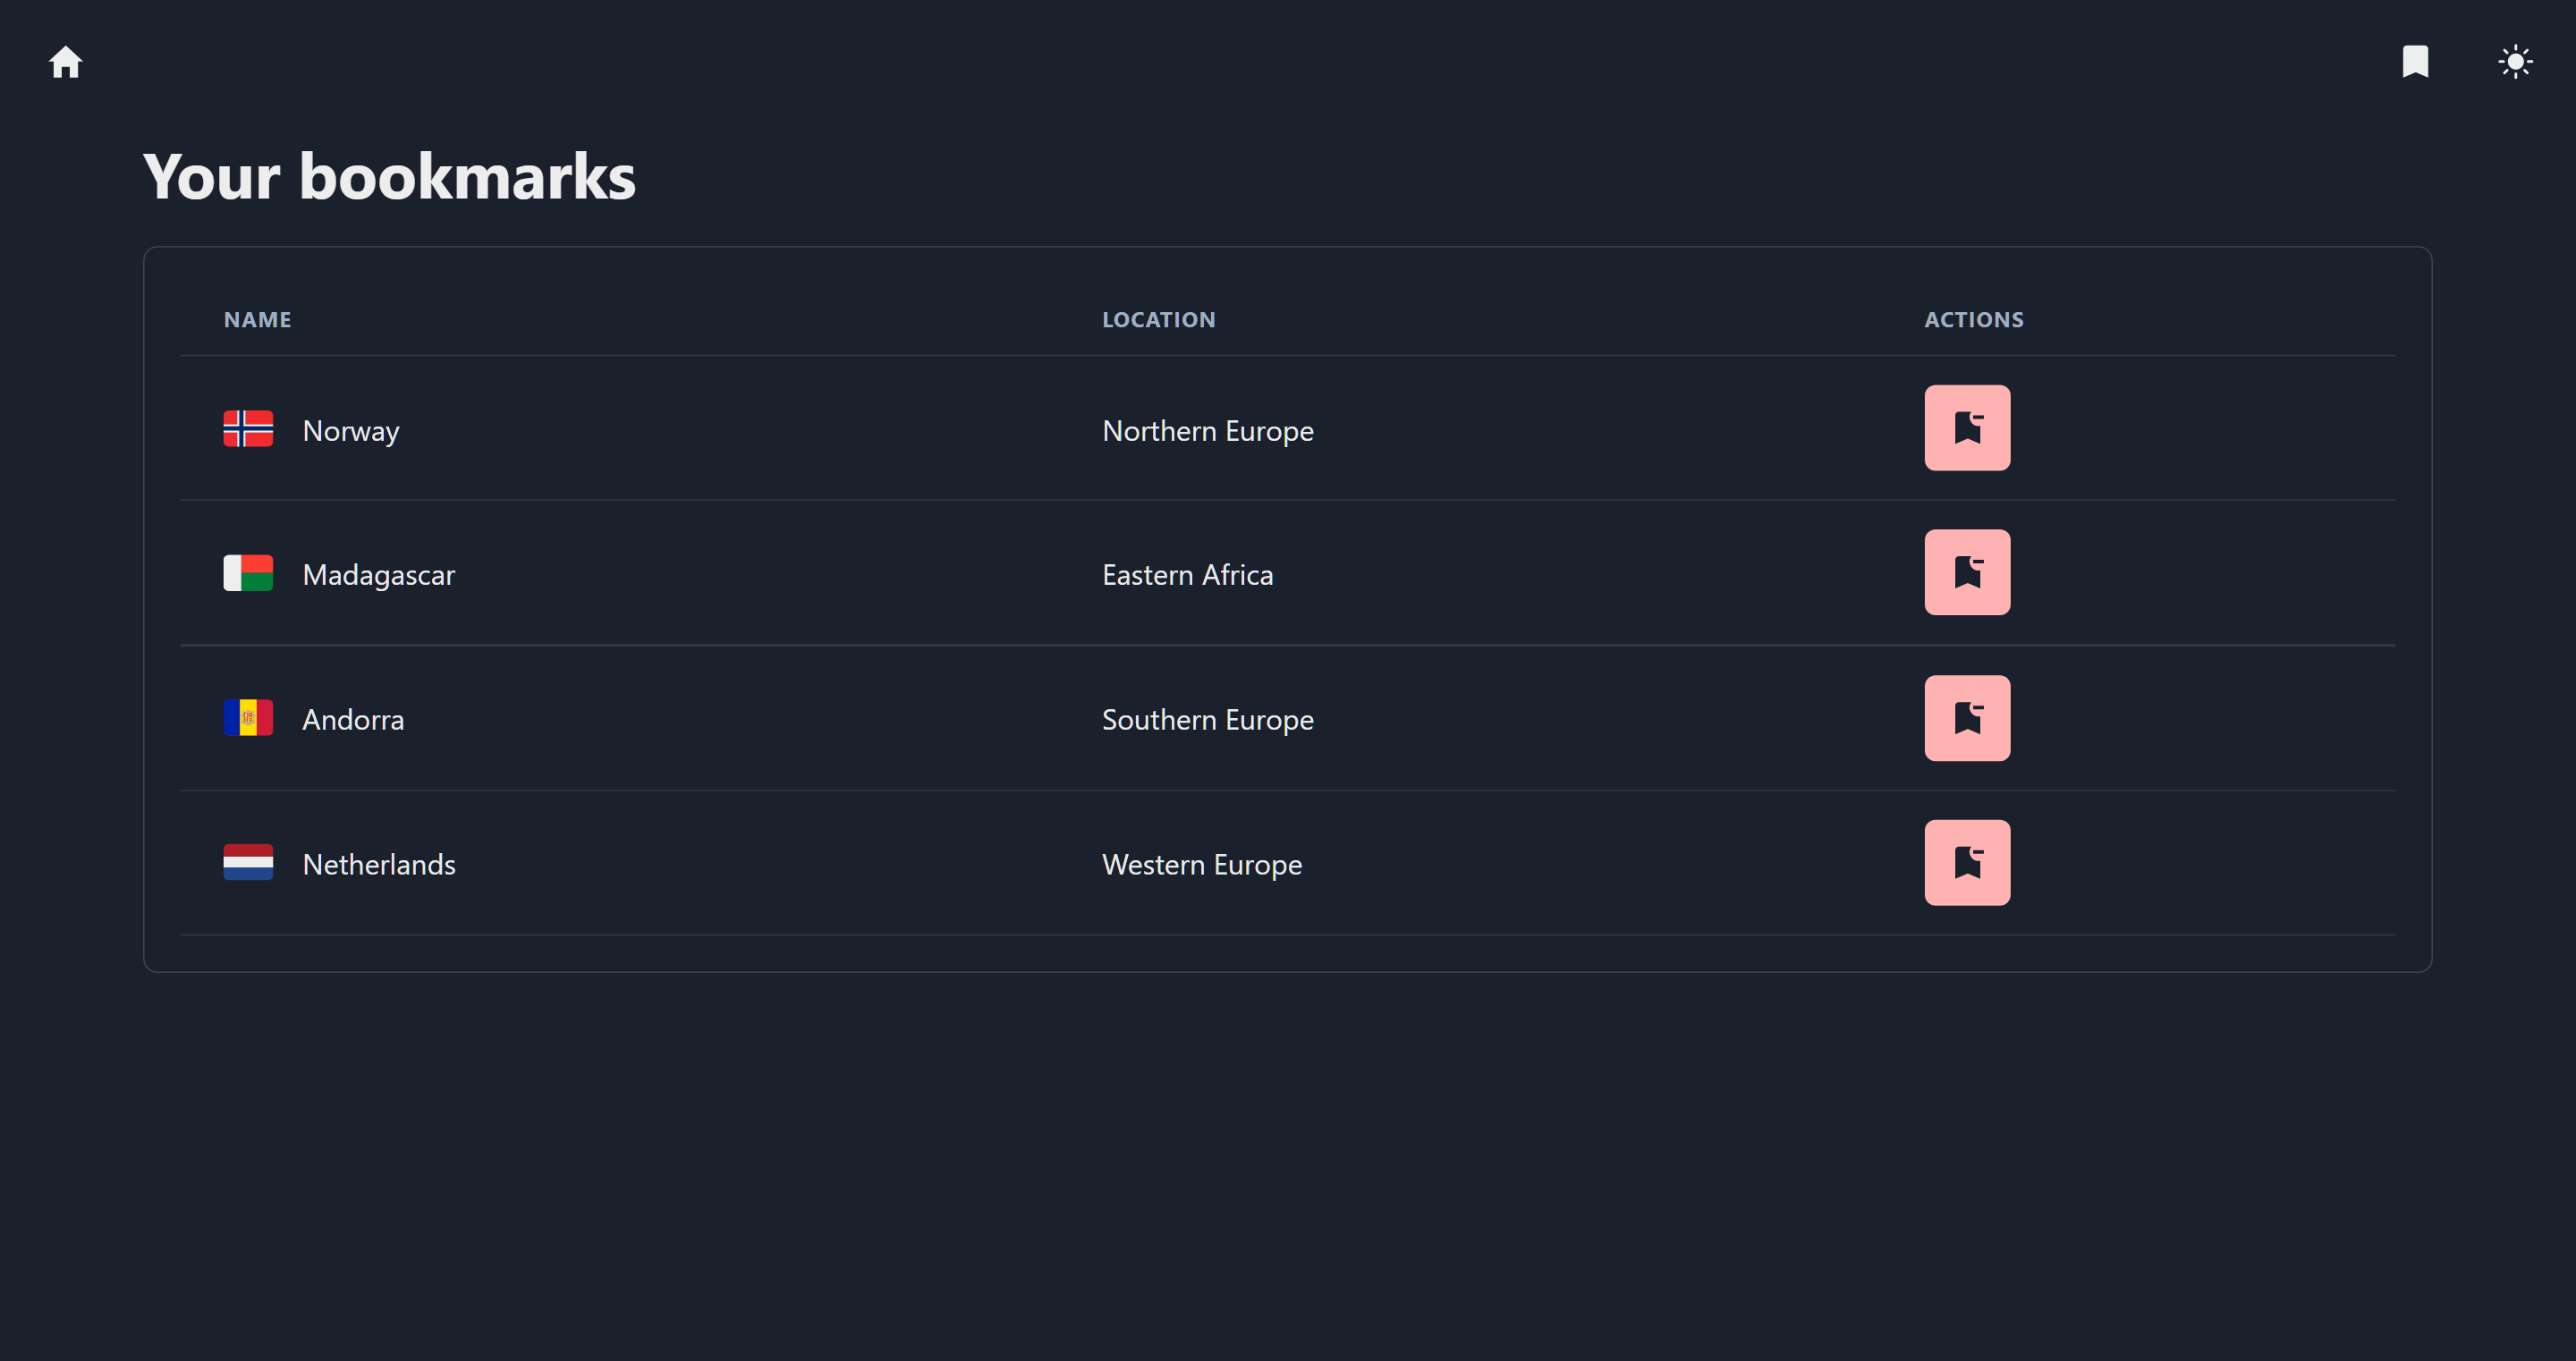 Your bookmarks
NAME LOCATION ACTIONS
Norway Northern Europe
Madagascar Eastern Africa
Andorra Southern Europe
Netherlands Western Europe